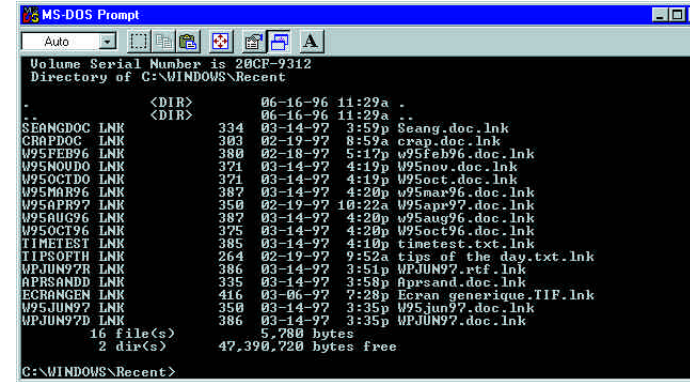 MS-DOS Prompt
Auto
A
Volume Serial Number is 20CF-9312
Directory of C:\WINDOWS\Recent
. <DIR> 06-16-96 11:29a .
.. <DIR> 06-16-96 11:29a ..
SEANGDOC LNK 334 03-14-97 3:59p Seang.doc.lnk
CRAPDOC LNK 303 02-19-97 8:59a crap.doc.lnk
W95FEB96 LNK 380 02-18-97 5:17p w95feb96.doc.lnk
W95NOVDO LNK 371 03-14-97 4:19p W95nov.doc.lnk
W95OCTDO LNK 371 03-14-97 4:19p W95oct.doc.lnk
W95MAR96 LNK 387 03-14-97 4:20p w95mar96.doc.lnk
W95APR97 LNK 350 02-19-97 10:22a W95apr97.doc.lnk
W95AUG96 LNK 387 03-14-97 4:20p w95aug96.doc.lnk
W95OCT96 LNK 375 03-14-97 4:20p W95oct96.doc.lnk
TIMETEST LNK 385 03-14-97 4:10p timetest.txt.lnk
TIPSOFTH LNK 264 02-19-97 9:52a tips of the day.txt.lnk
WPJUN97R LNK 386 03-14-97 3:51p WPJUN97.rtf.lnk
APRSANDD LNK 335 03-14-97 3:58p Aprsand.doc.lnk
ECRANGEN LNK 416 03-06-97 7:28p Ecran generique.TIF.lnk
W95JUN97 LNK 350 03-14-97 3:35p W95jun97.doc.lnk
WPJUN97D LNK 386 03-14-97 3:35p WPJUN97.doc.lnk
16 file(s) 5,780 bytes
2 dir(s) 47,390,720 bytes free
C:\WINDOWS\Recent>